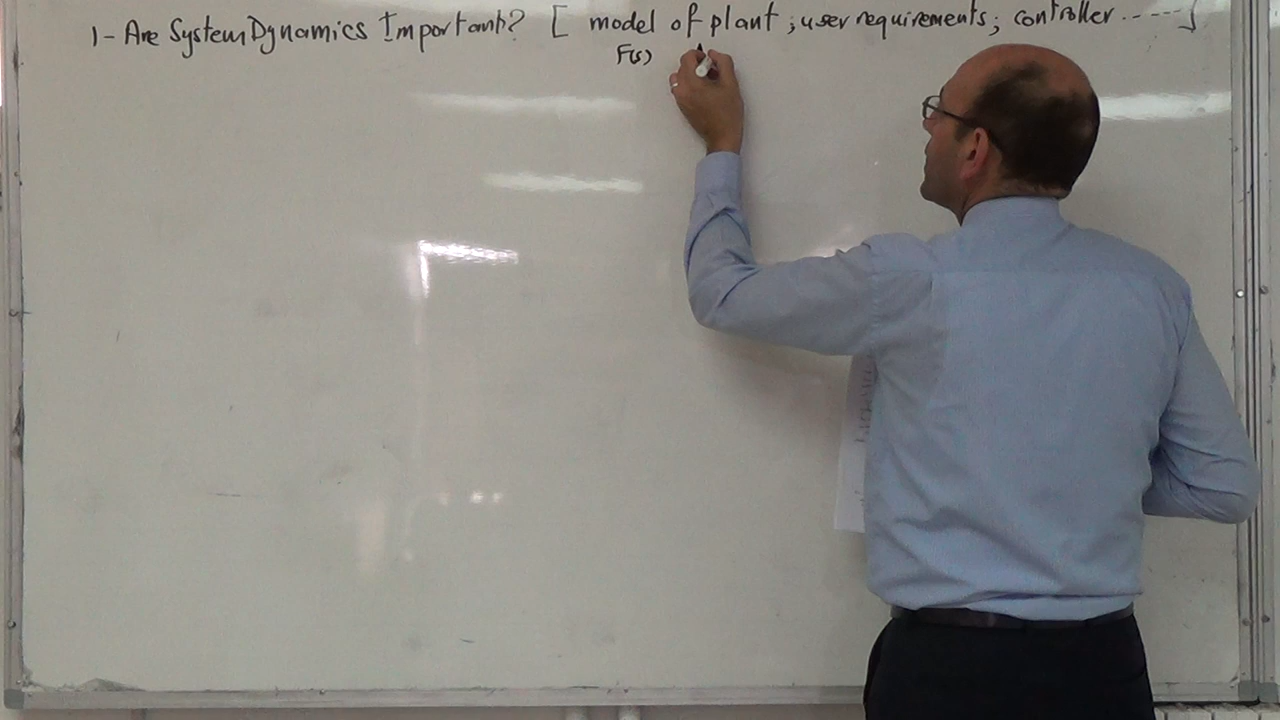 1- Are System Dynamics Important? [ model of plant ; user requirements ; controller ...... ]
F(s)